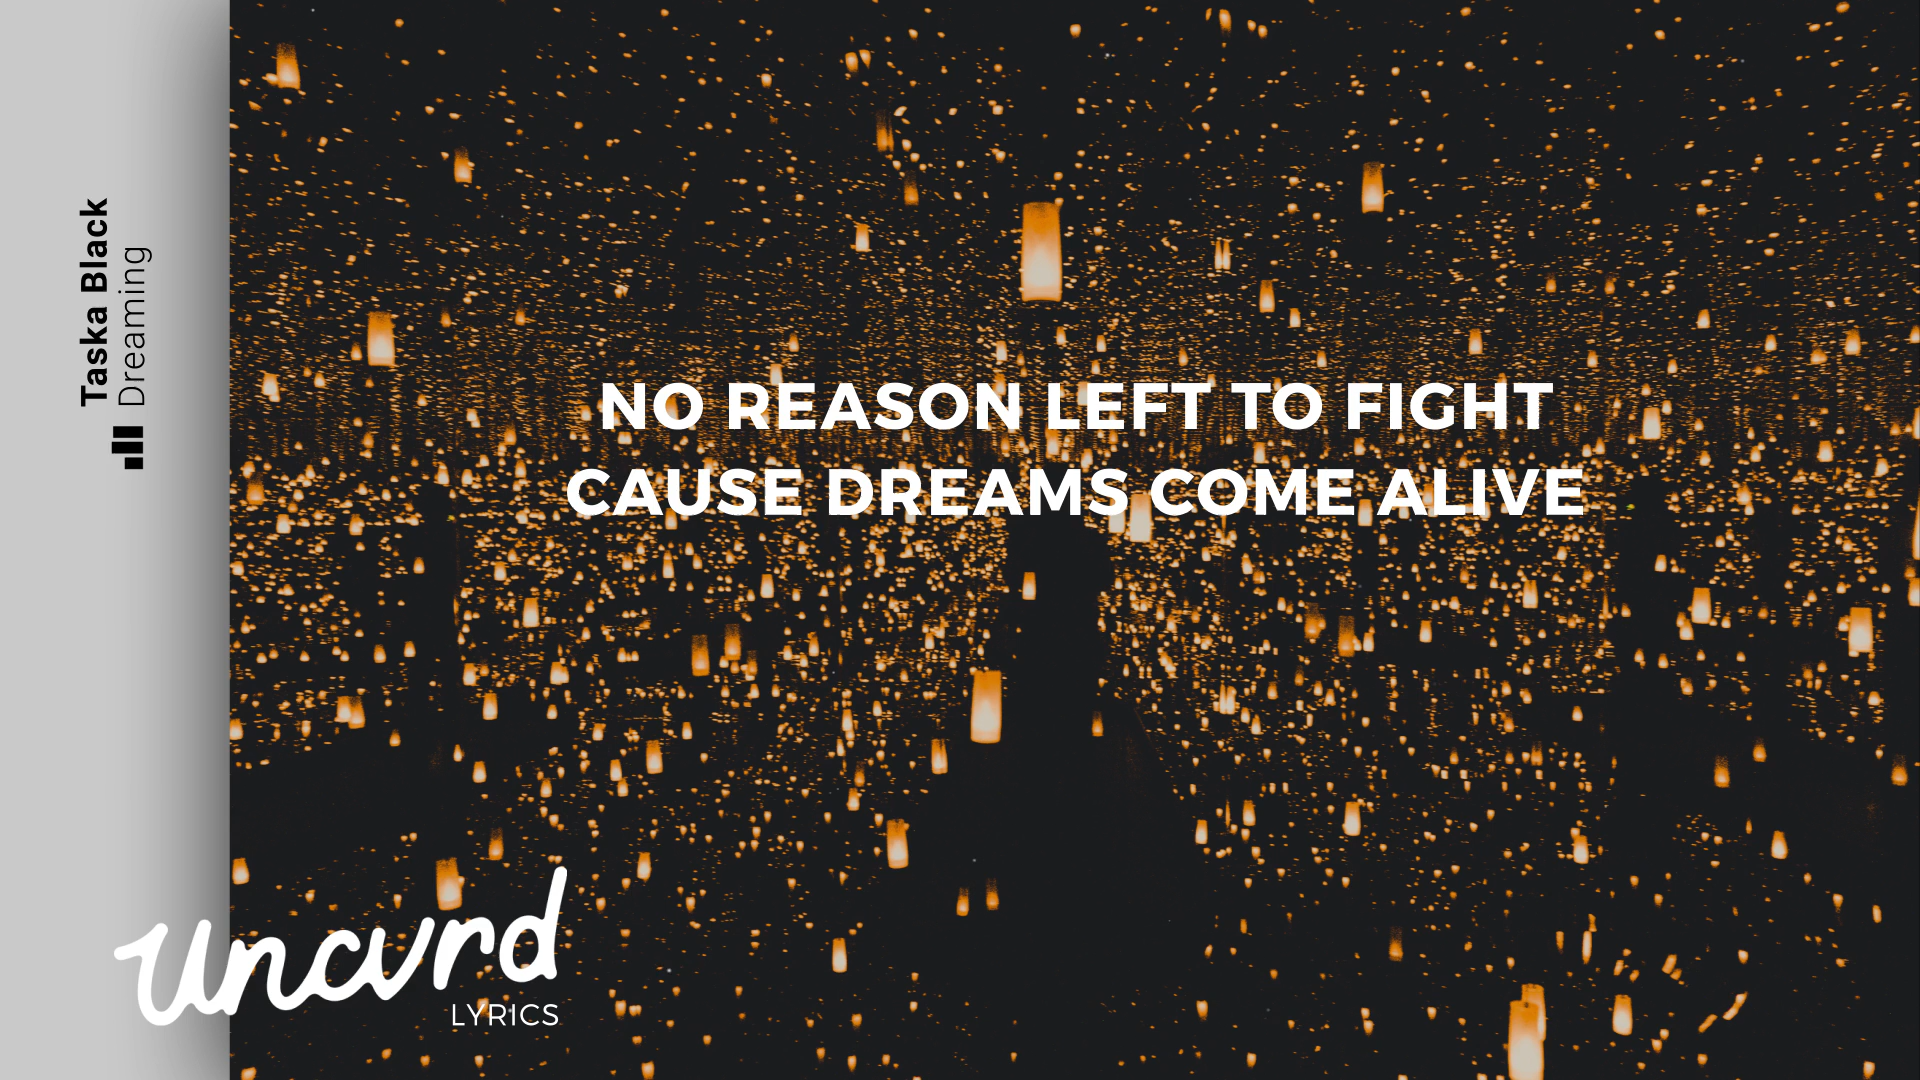 Taska Black
Dreaming
NO REASON LEFT TO FIGHT
CAUSE DREAMS COME ALIVE
uncvrd
LYRICS